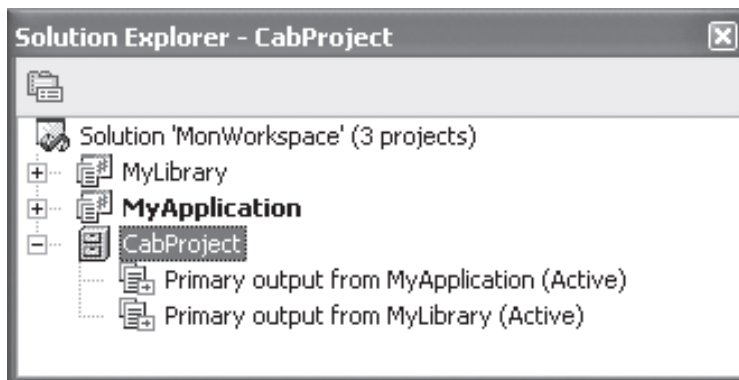 Solution Explorer - CabProject
Solution 'MonWorkspace' (3 projects)
MyLibrary
MyApplication
CabProject
Primary output from MyApplication (Active)
Primary output from MyLibrary (Active)